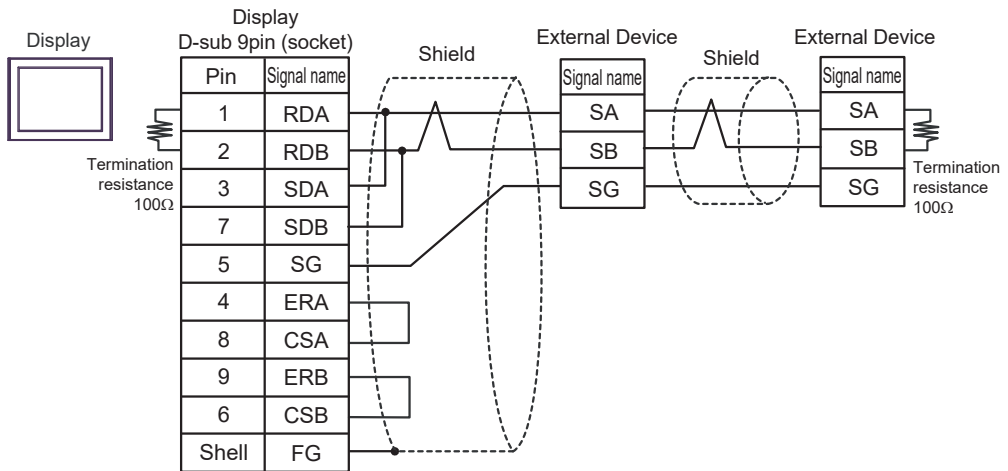 Display
Display
D-sub 9pin (socket)
Pin Signal name
1 RDA
2 RDB
3 SDA
7 SDB
5 SG
4 ERA
8 CSA
9 ERB
6 CSB
Shell FG
Termination
resistance
100Ω
Shield
External Device
Signal name
SA
SB
SG
Shield
External Device
Signal name
SA
SB
SG
Termination
resistance
100Ω